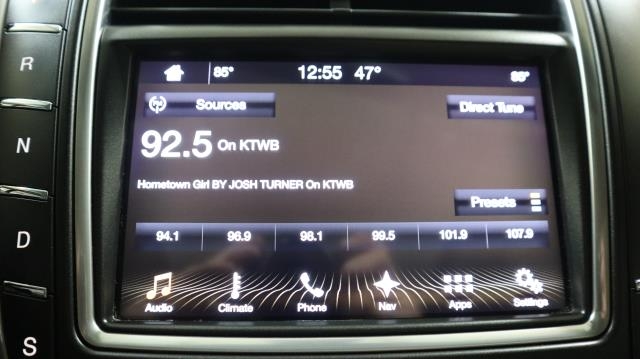 85° 12:55 47° 85°
FM Sources Direct Tune
92.5 On KTWB
Hometown Girl BY JOSH TURNER On KTWB
Presets
94.1 96.9 98.1 99.5 101.9 107.9
Audio Climate Phone Nav Apps Settings
R
N
D
S